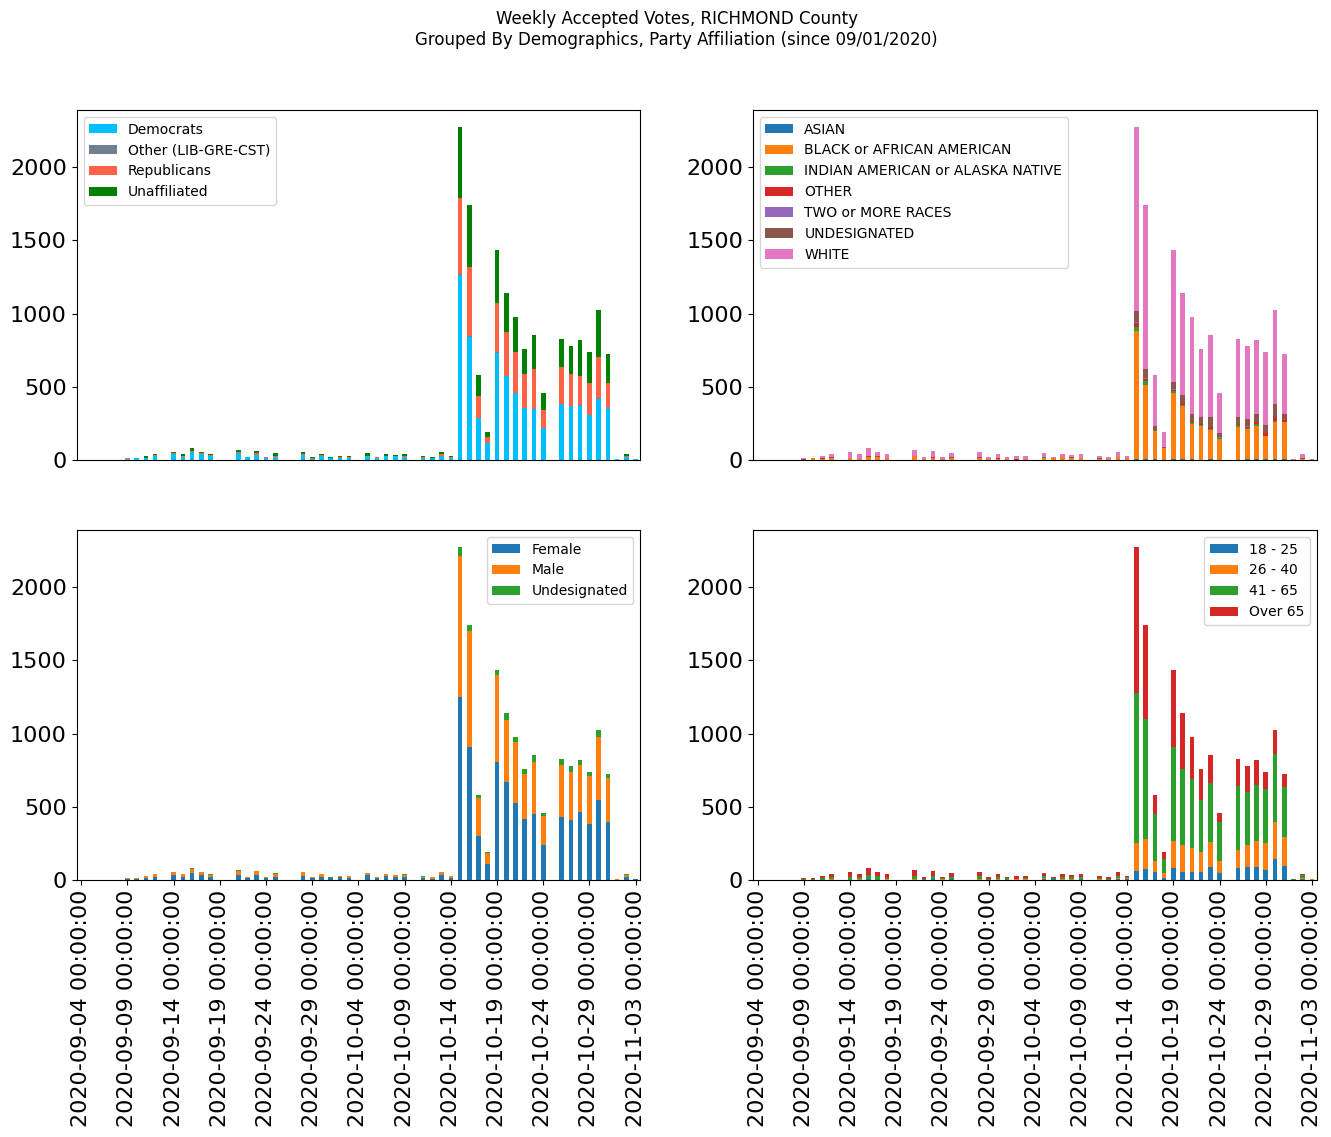 Weekly Accepted Votes, RICHMOND County
Grouped By Demographics, Party Affiliation (since 09/01/2020)
Democrats
Other (LIB-GRE-CST)
Republicans
Unaffiliated
2000
1500
1000
500
0
ASIAN
BLACK or AFRICAN AMERICAN
INDIAN AMERICAN or ALASKA NATIVE
OTHER
TWO or MORE RACES
UNDESIGNATED
WHITE
2000
1500
1000
500
0
Female
Male
Undesignated
2000
1500
1000
500
0
2020-09-04 00:00:00
2020-09-09 00:00:00
2020-09-14 00:00:00
2020-09-19 00:00:00
2020-09-24 00:00:00
2020-09-29 00:00:00
2020-10-04 00:00:00
2020-10-09 00:00:00
2020-10-14 00:00:00
2020-10-19 00:00:00
2020-10-24 00:00:00
2020-10-29 00:00:00
2020-11-03 00:00:00
18 - 25
26 - 40
41 - 65
Over 65
2000
1500
1000
500
0
2020-09-04 00:00:00
2020-09-09 00:00:00
2020-09-14 00:00:00
2020-09-19 00:00:00
2020-09-24 00:00:00
2020-09-29 00:00:00
2020-10-04 00:00:00
2020-10-09 00:00:00
2020-10-14 00:00:00
2020-10-19 00:00:00
2020-10-24 00:00:00
2020-10-29 00:00:00
2020-11-03 00:00:00